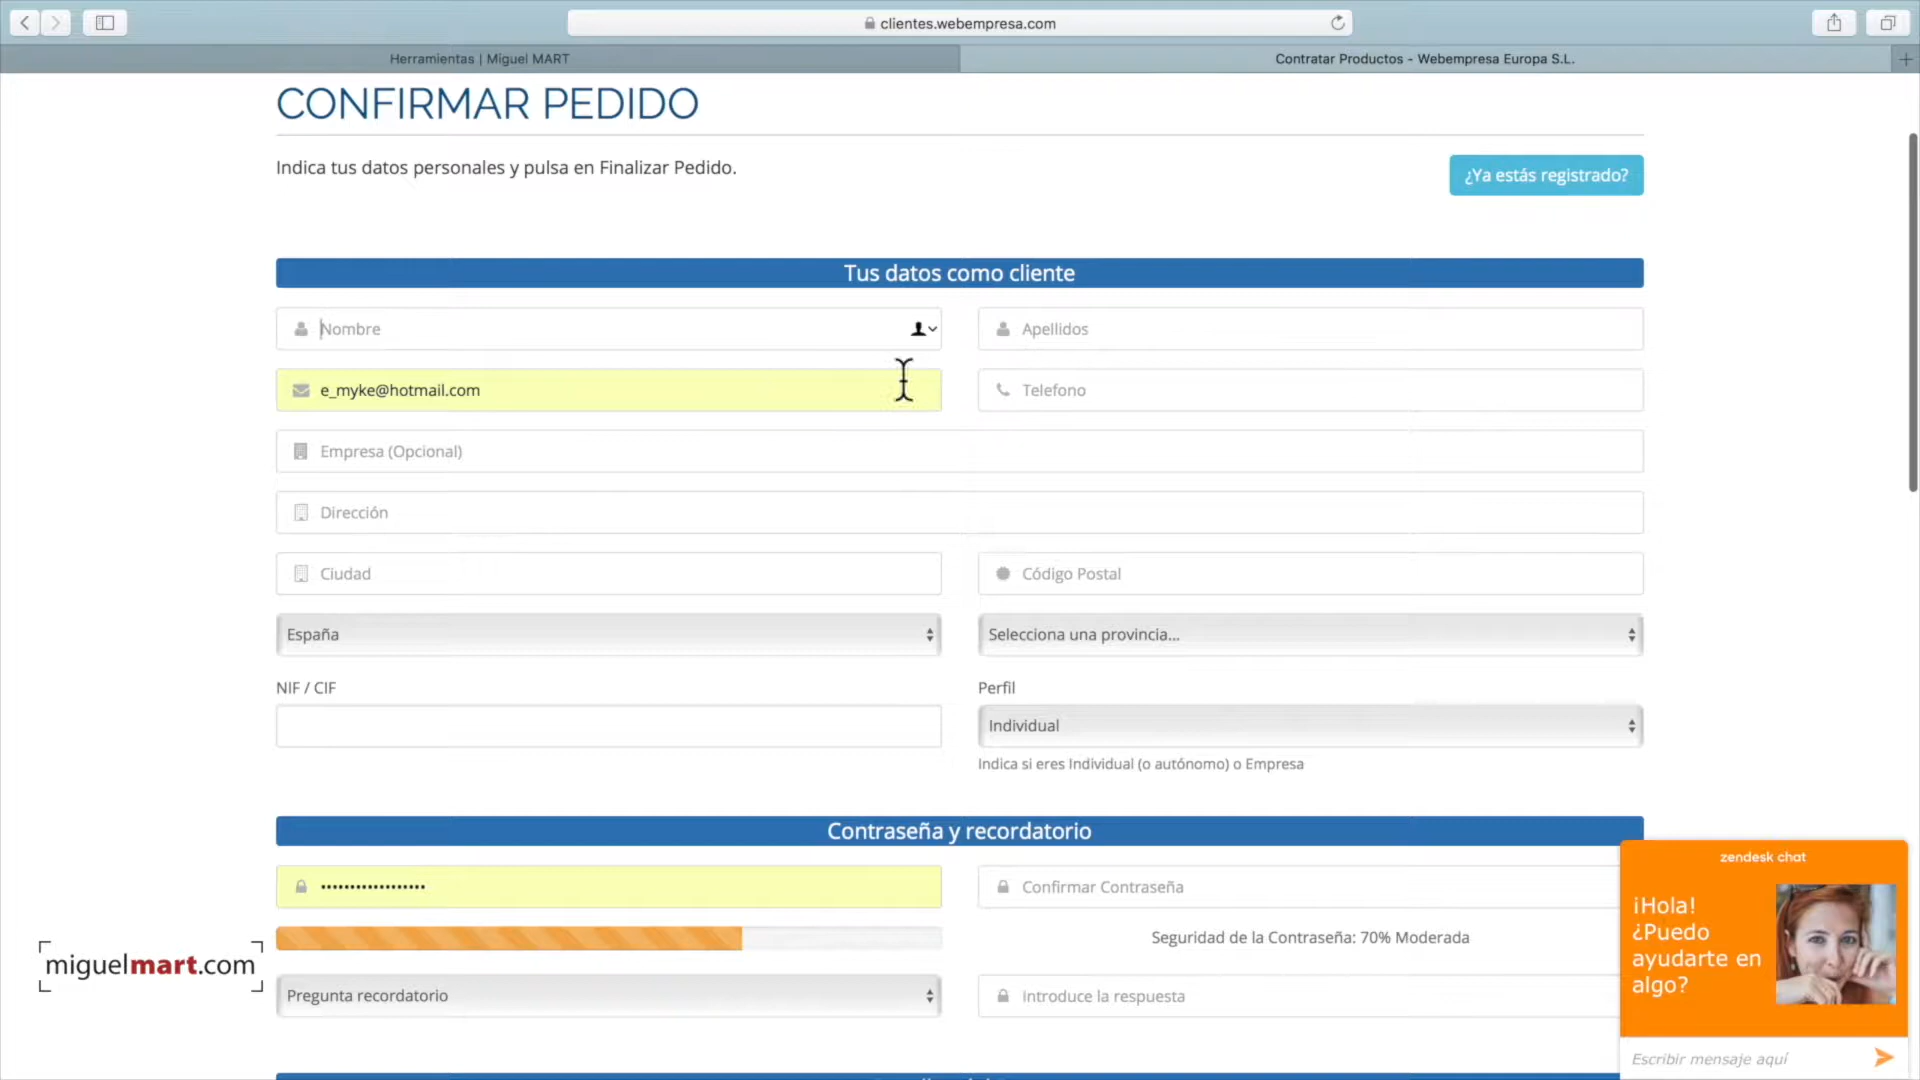 clientes.webempresa.com
Herramientas | Miguel MART
Contratar Productos - Webempresa Europa S.L.
CONFIRMAR PEDIDO
Indica tus datos personales y pulsa en Finalizar Pedido.
¿Ya estás registrado?
Tus datos como cliente
Nombre
Apellidos
e_myke@hotmail.com
Telefono
Empresa (Opcional)
Dirección
Ciudad
Código Postal
España
Selecciona una provincia...
NIF / CIF
Perfil
Individual
Indica si eres Individual (o autónomo) o Empresa
Contraseña y recordatorio
••••••••••••••••••
Confirmar Contraseña
Seguridad de la Contraseña: 70% Moderada
Pregunta recordatorio
Introduce la respuesta
miguelmart.com
zendesk chat
¡Hola!
¿Puedo
ayudarte en
algo?
Escribir mensaje aquí